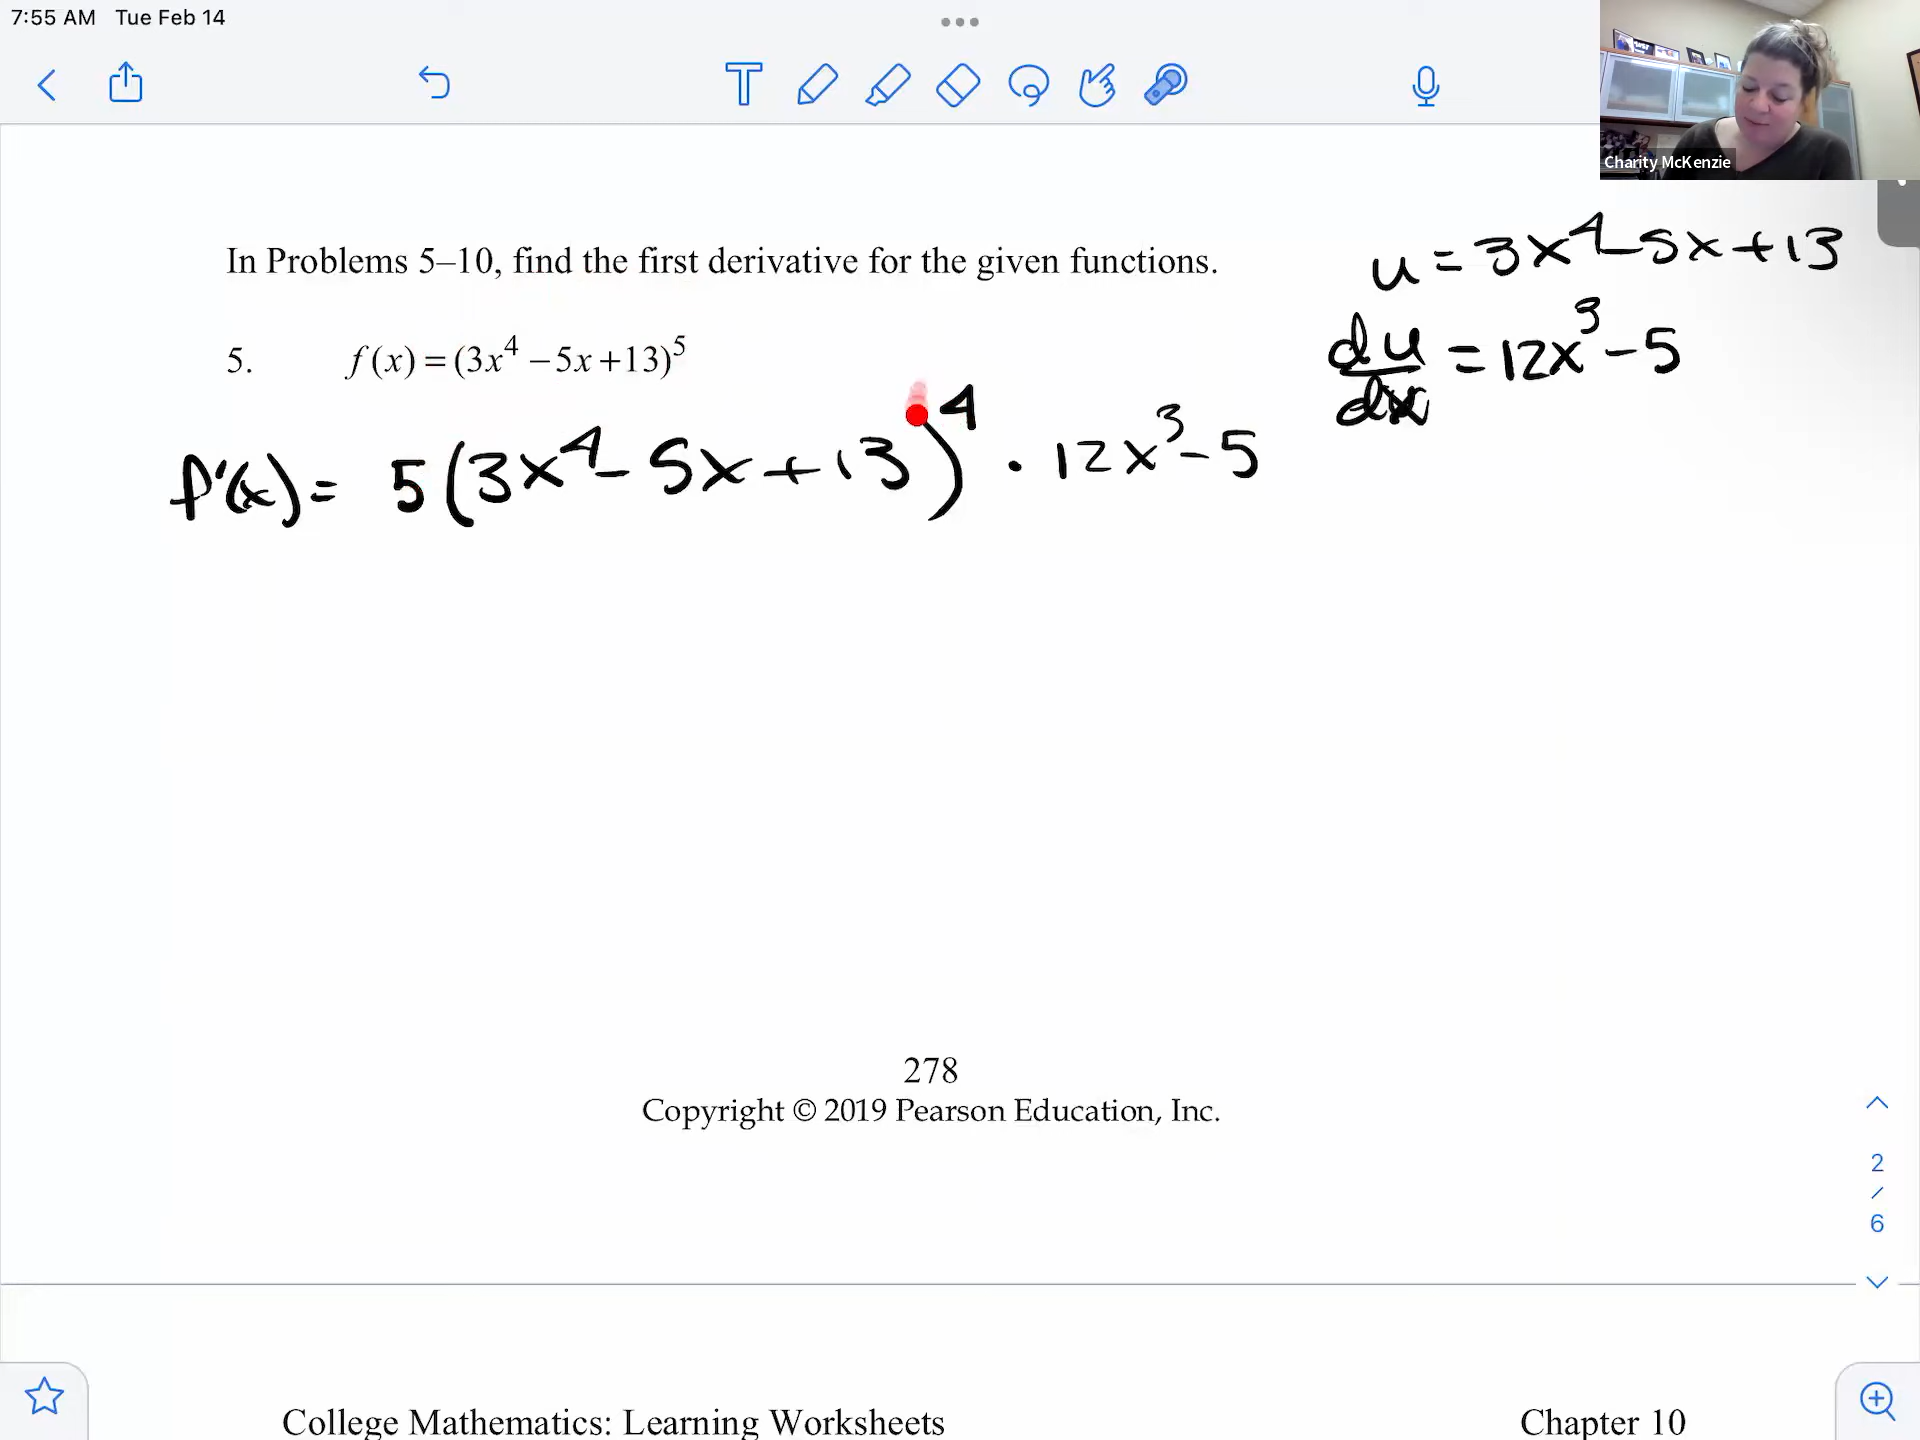 7:55 AM Tue Feb 14
T
Charity McKenzie
In Problems 5–10, find the first derivative for the given functions.
u = 3x⁴ - 5x + 13
du/dx = 12x³ - 5
5. f(x) = (3x⁴ − 5x + 13)⁵
f'(x) = 5(3x⁴ - 5x + 13)⁴ · 12x³ - 5
278
Copyright © 2019 Pearson Education, Inc.
2
/
6
College Mathematics: Learning Worksheets Chapter 10